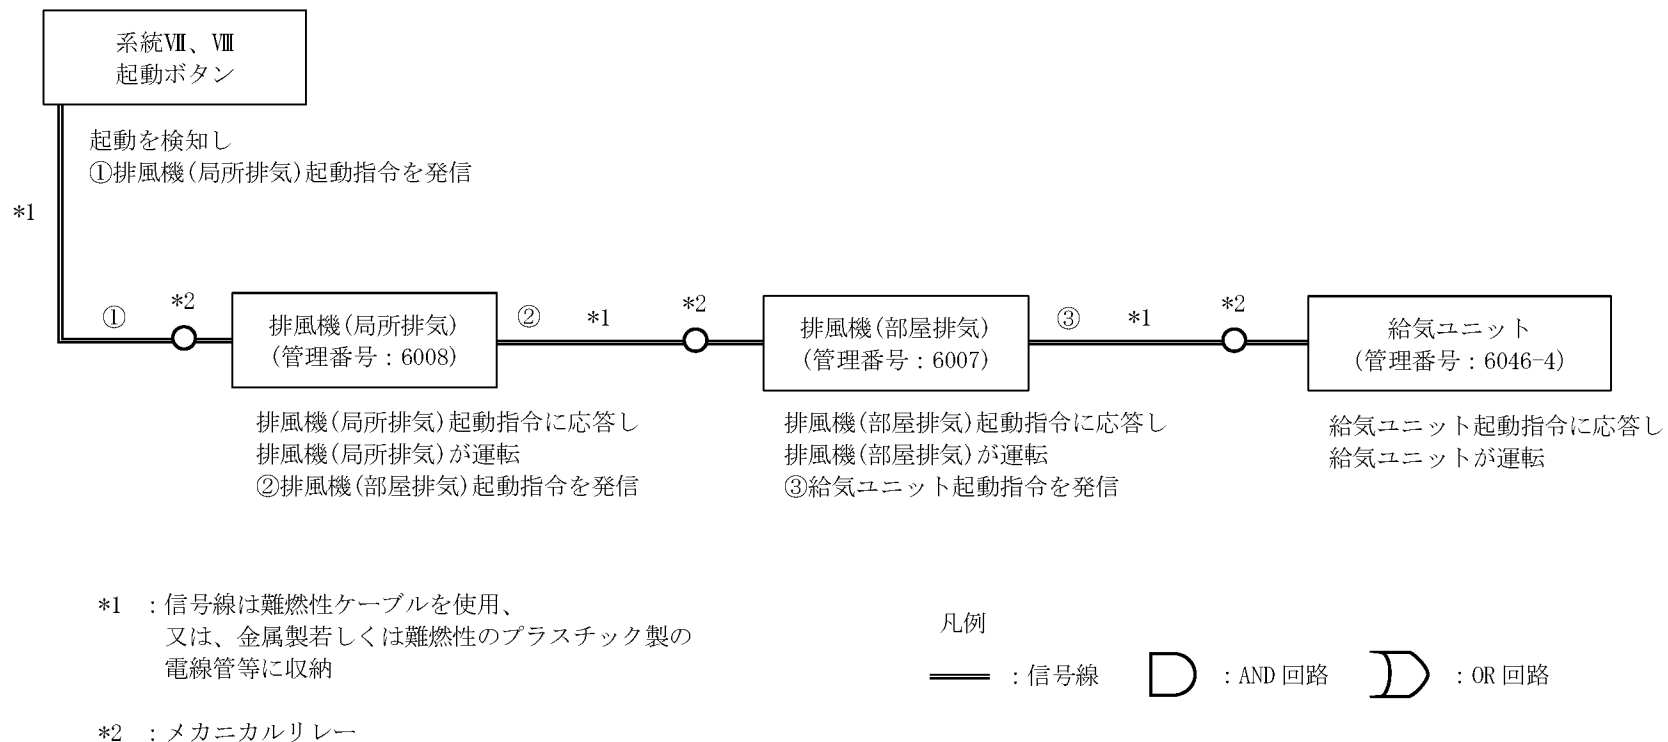 系統Ⅶ、Ⅷ
起動ボタン
起動を検知し
①排風機(局所排気)起動指令を発信
*1
①
*2
排風機(局所排気)
(管理番号：6008)
②
*1
*2
排風機(部屋排気)
(管理番号：6007)
③
*1
*2
給気ユニット
(管理番号：6046-4)
排風機(局所排気)起動指令に応答し
排風機(局所排気)が運転
②排風機(部屋排気)起動指令を発信
排風機(部屋排気)起動指令に応答し
排風機(部屋排気)が運転
③給気ユニット起動指令を発信
給気ユニット起動指令に応答し
給気ユニットが運転
*1 ：信号線は難燃性ケーブルを使用、
又は、金属製若しくは難燃性のプラスチック製の
電線管等に収納
*2 ：メカニカルリレー
凡例
：信号線
：AND 回路
：OR 回路